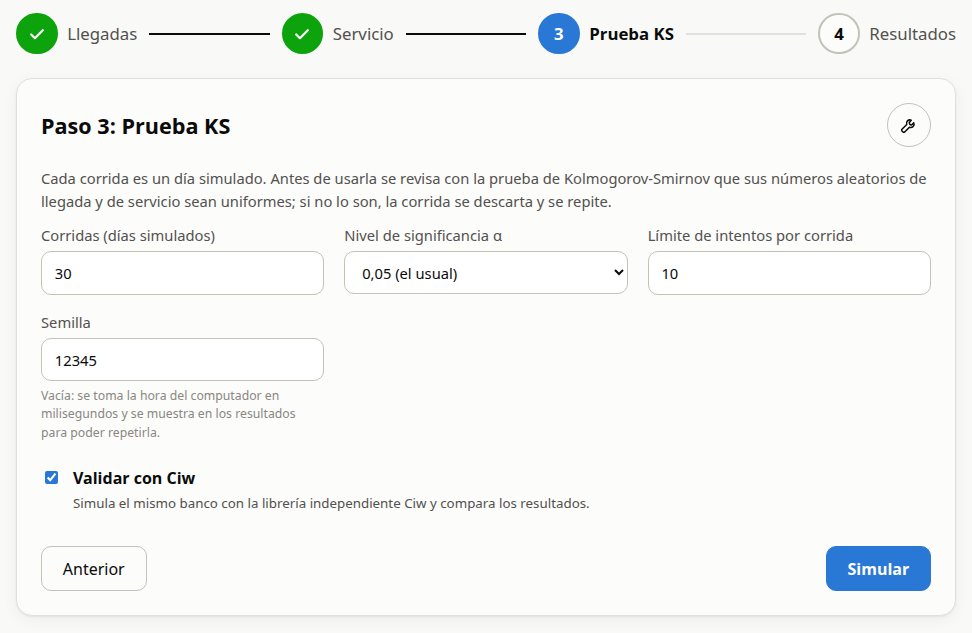 Llegadas
Servicio
3 Prueba KS
4 Resultados
Paso 3: Prueba KS
Cada corrida es un día simulado. Antes de usarla se revisa con la prueba de Kolmogorov-Smirnov que sus números aleatorios de
llegada y de servicio sean uniformes; si no lo son, la corrida se descarta y se repite.
Corridas (días simulados)
30
Nivel de significancia α
0,05 (el usual)
Límite de intentos por corrida
10
Semilla
12345
Vacía: se toma la hora del computador en
milisegundos y se muestra en los resultados
para poder repetirla.
Validar con Ciw
Simula el mismo banco con la librería independiente Ciw y compara los resultados.
Anterior
Simular